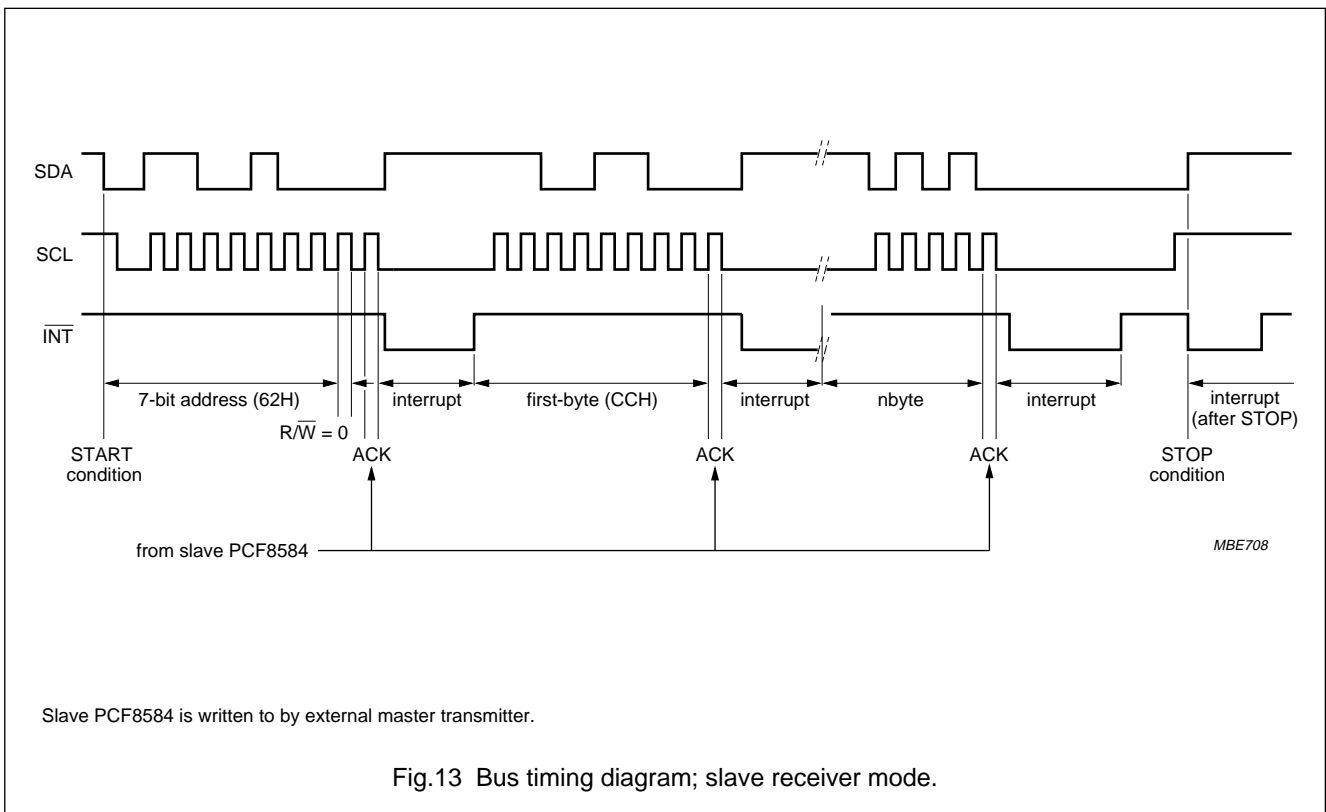 SDA
SCL
INT
7-bit address (62H)
interrupt
first-byte (CCH)
interrupt
nbyte
interrupt
interrupt
(after STOP)
R/W = 0
START
condition
ACK
ACK
ACK
STOP
condition
from slave PCF8584
MBE708
Slave PCF8584 is written to by external master transmitter.
Fig.13 Bus timing diagram; slave receiver mode.